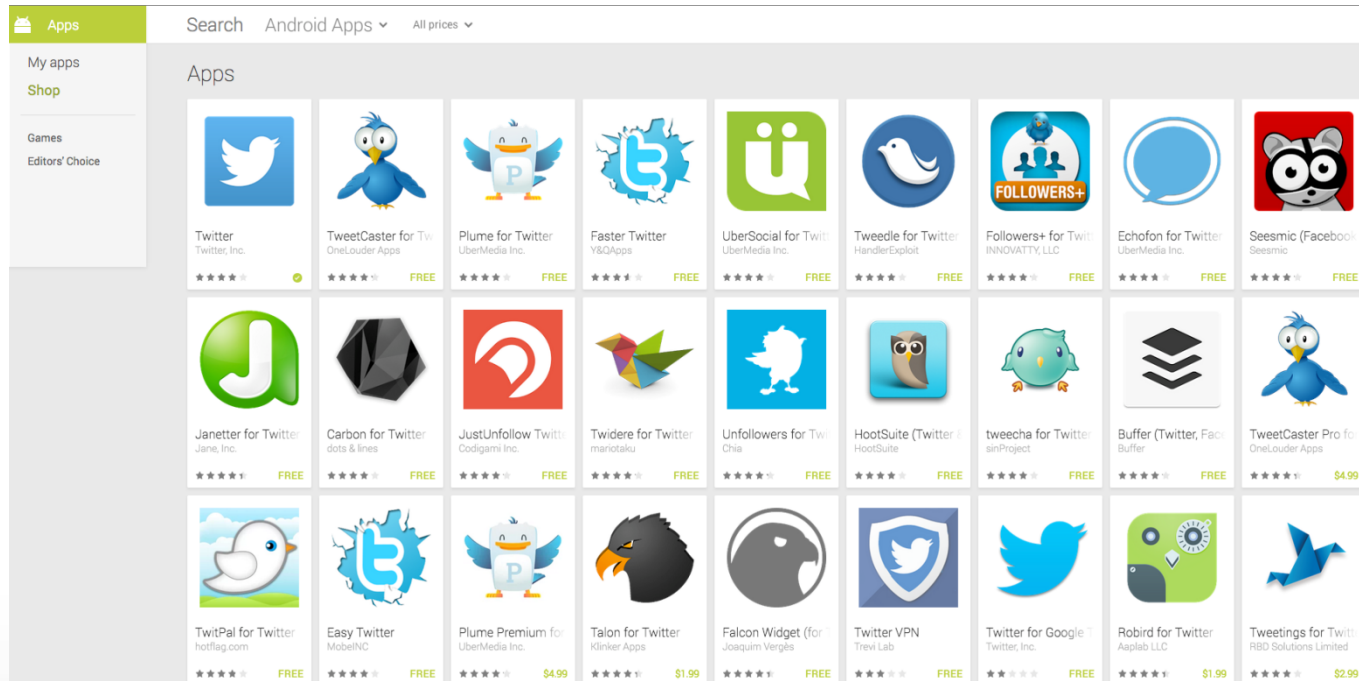 Apps
Search Android Apps All prices
My apps
Shop
Games
Editors' Choice
Apps
Twitter
Twitter, Inc.
TweetCaster for Tw
OneLouder Apps
FREE
P
Plume for Twitter
UberMedia Inc.
FREE
t
Faster Twitter
Y&QApps
FREE
ü
UberSocial for Twitt
UberMedia Inc.
FREE
Tweedle for Twitter
HandlerExploit
FREE
FOLLOWERS+
Followers+ for Twitt
INNOVATTY, LLC
FREE
Echofon for Twitter
UberMedia Inc.
FREE
Seesmic (Facebook
Seesmic
FREE
J
Janetter for Twitter
Jane, Inc.
FREE
Carbon for Twitter
dots & lines
FREE
JustUnfollow Twitt
Codigami Inc.
FREE
Twidere for Twitter
mariotaku
FREE
Unfollowers for Twi
Chia
FREE
HootSuite (Twitter &
HootSuite
FREE
tweecha for Twitter
sinProject
FREE
Buffer (Twitter, Face
Buffer
FREE
TweetCaster Pro fo
OneLouder Apps
$4.99
TwitPal for Twitter
hotflag.com
FREE
t
Easy Twitter
MobeINC
FREE
P
Plume Premium for
UberMedia Inc.
$4.99
Talon for Twitter
Klinker Apps
$1.99
Falcon Widget (for
Joaquim Vergès
FREE
Twitter VPN
Trevi Lab
FREE
Twitter for Google T
Twitter, Inc.
FREE
Robird for Twitter
Aaplab LLC
$1.99
Tweetings for Twitt
RBD Solutions Limited
$2.99